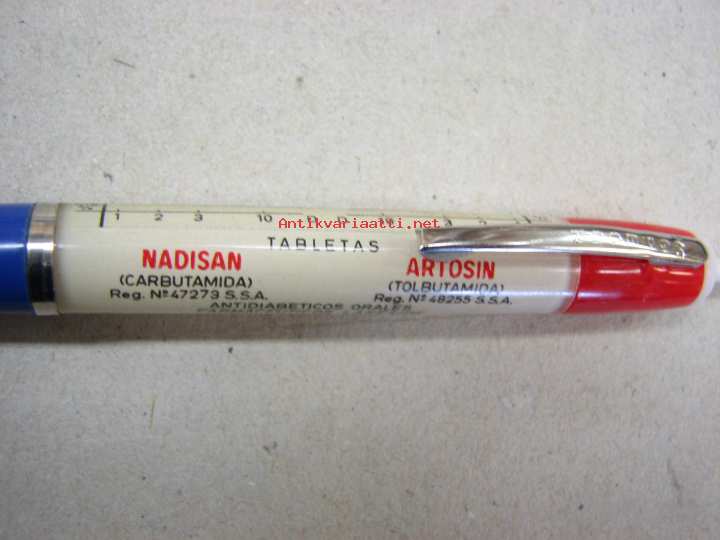 1 2 3 10
Antikvariaatti.net
TABLETAS
NADISAN
(CARBUTAMIDA)
Reg. Nº 47273 S.S.A.
ARTOSIN
(TOLBUTAMIDA)
Reg. Nº 48255 S.S.A.
ANTIDIABETICOS ORALES